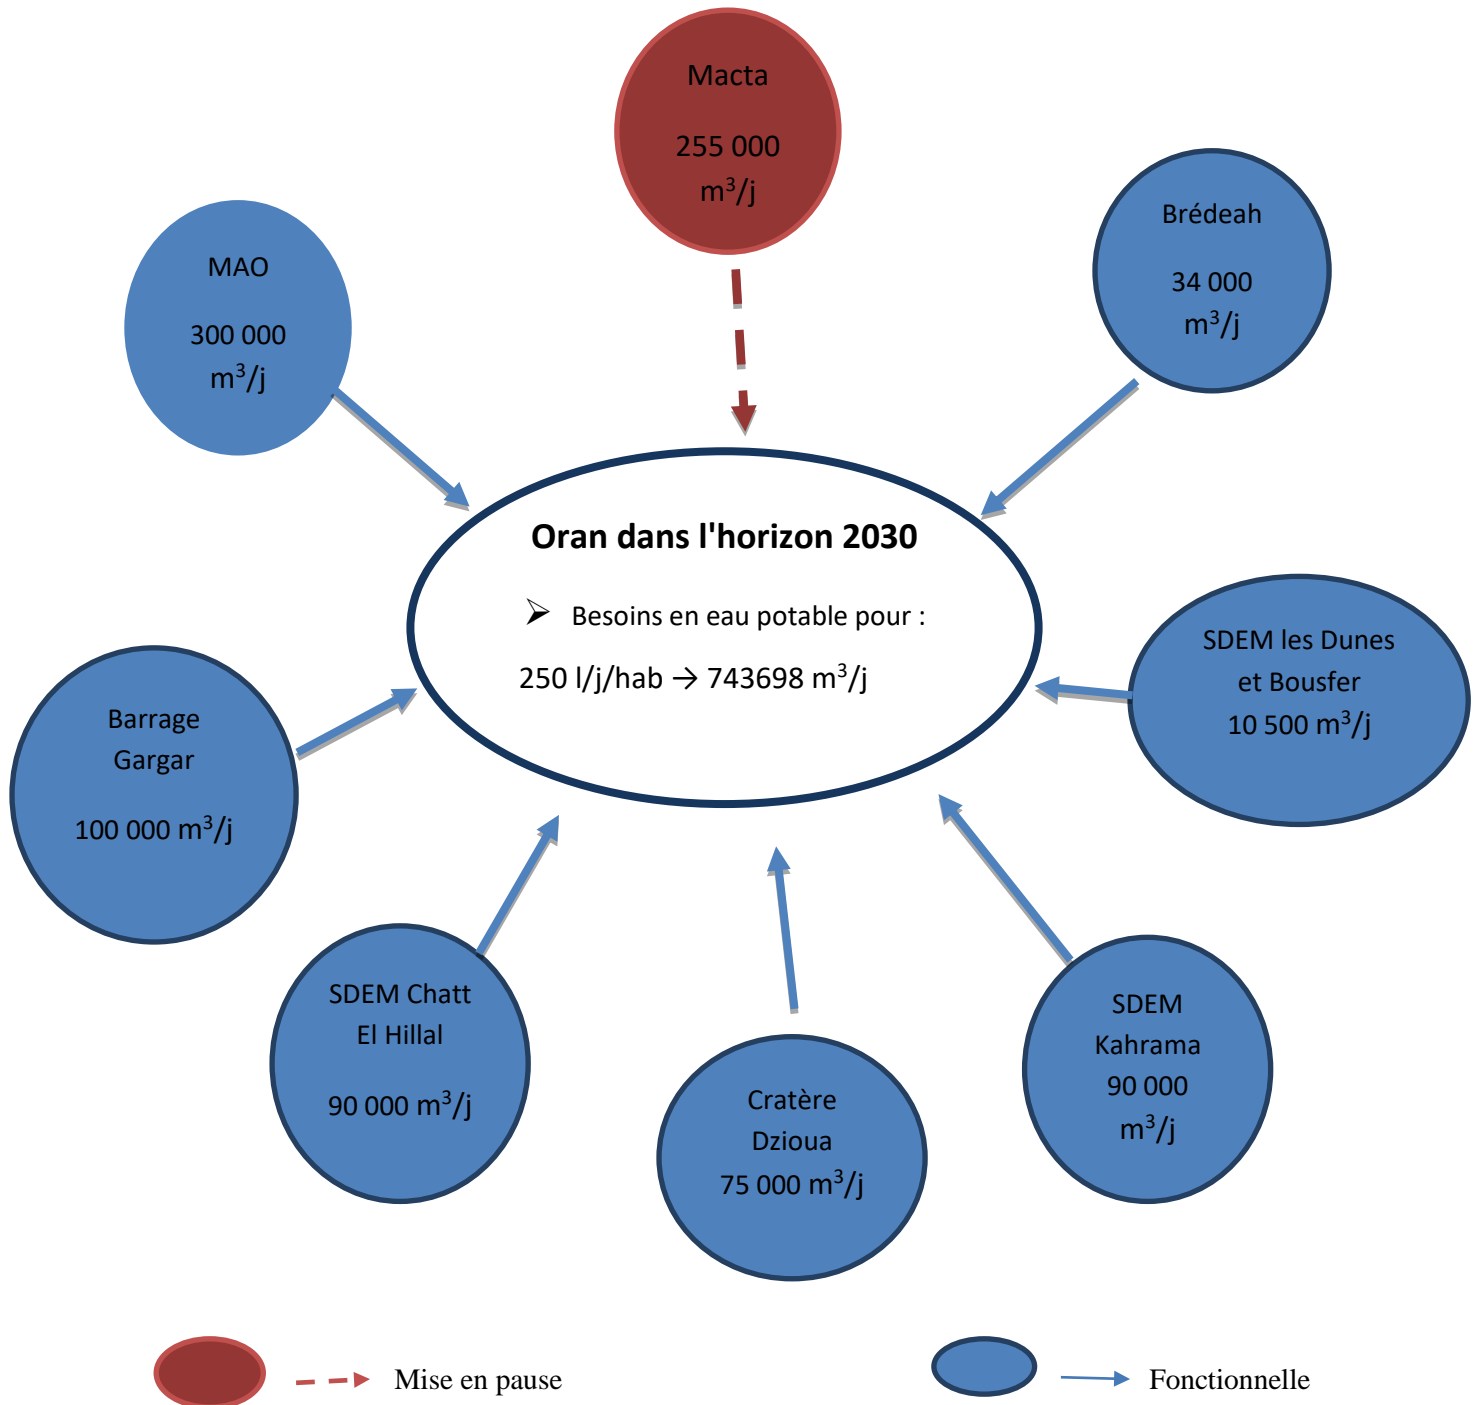 Macta
255 000
m³/j
MAO
300 000
m³/j
Brédeah
34 000
m³/j
Oran dans l'horizon 2030
➢ Besoins en eau potable pour :
250 l/j/hab → 743698 m³/j
SDEM les Dunes
et Bousfer
10 500 m³/j
Barrage
Gargar
100 000 m³/j
SDEM Chatt
El Hillal
90 000 m³/j
Cratère
Dzioua
75 000 m³/j
SDEM
Kahrama
90 000
m³/j
Mise en pause
Fonctionnelle